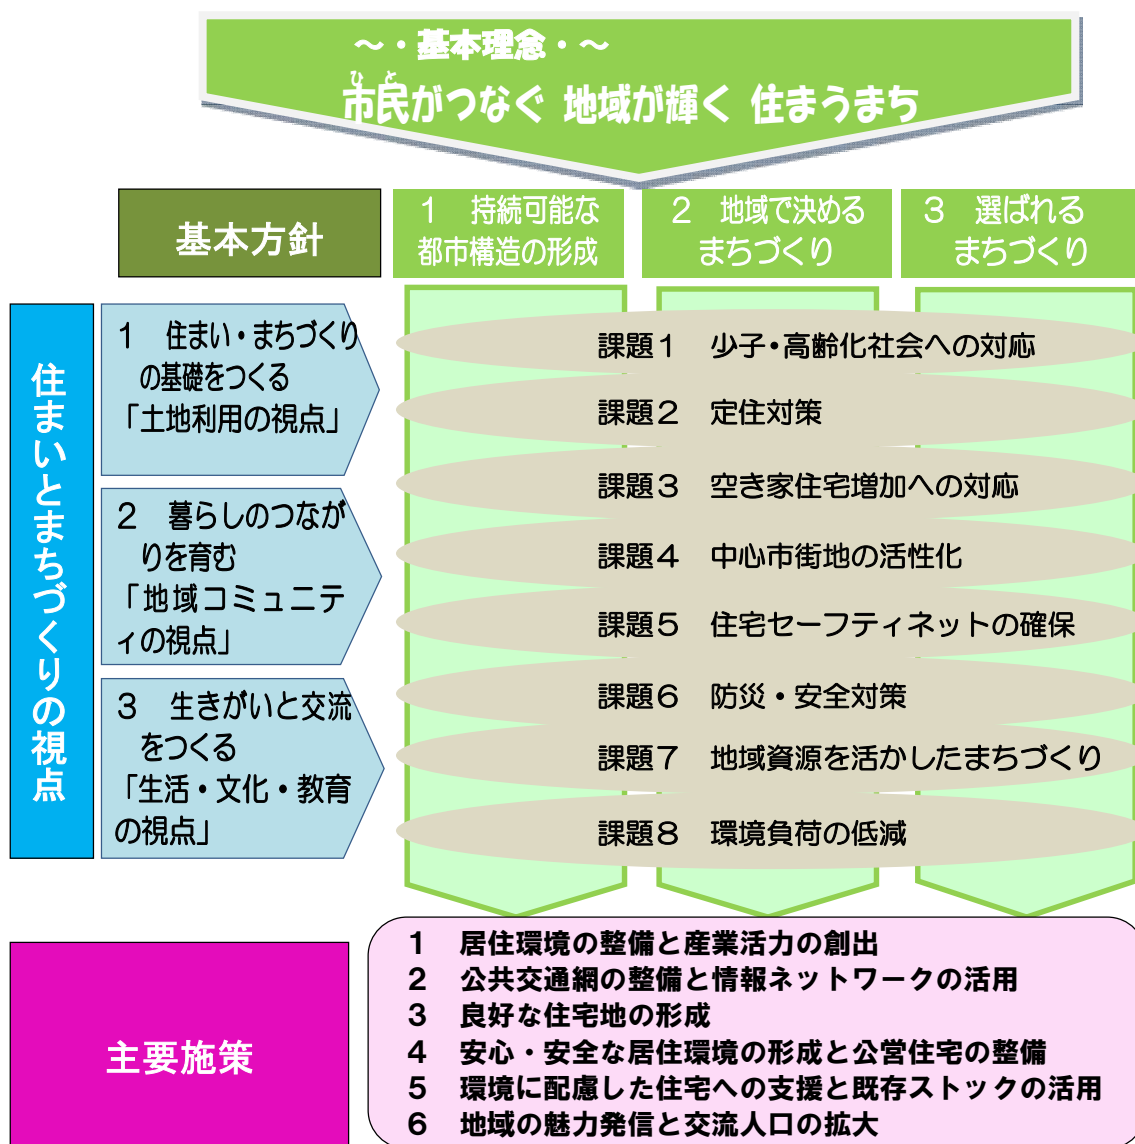 ～・基本理念・～
ひと
市民がつなぐ 地域が輝く 住まうまち
基本方針
1 持続可能な
都市構造の形成
2 地域で決める
まちづくり
3 選ばれる
まちづくり
住まいとまちづくりの視点
1 住まい・まちづくり
の基礎をつくる
「土地利用の視点」
2 暮らしのつなが
りを育む
「地域コミュニテ
ィの視点」
3 生きがいと交流
をつくる
「生活・文化・教育
の視点」
課題1 少子・高齢化社会への対応
課題2 定住対策
課題3 空き家住宅増加への対応
課題4 中心市街地の活性化
課題5 住宅セーフティネットの確保
課題6 防災・安全対策
課題7 地域資源を活かしたまちづくり
課題8 環境負荷の低減
主要施策
1 居住環境の整備と産業活力の創出
2 公共交通網の整備と情報ネットワークの活用
3 良好な住宅地の形成
4 安心・安全な居住環境の形成と公営住宅の整備
5 環境に配慮した住宅への支援と既存ストックの活用
6 地域の魅力発信と交流人口の拡大